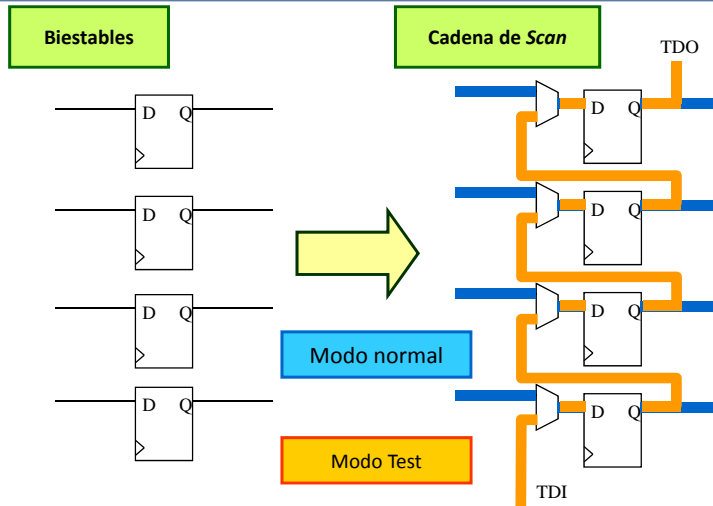 Biestables
Cadena de Scan
TDO
D Q
D Q
D Q
D Q
D Q
D Q
D Q
D Q
Modo normal
Modo Test
TDI